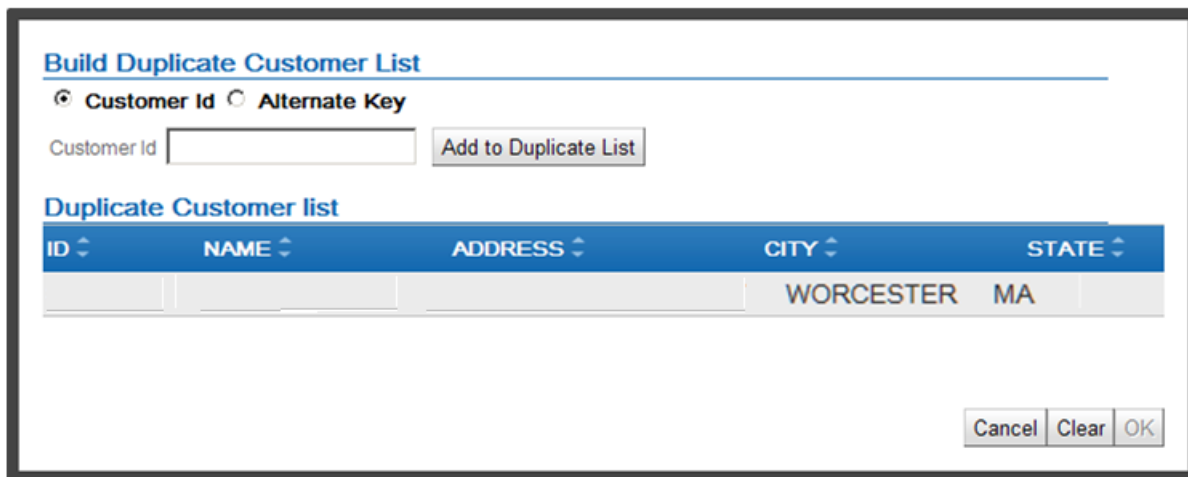 Build Duplicate Customer List
Customer Id Alternate Key
Customer Id Add to Duplicate List
Duplicate Customer list
ID NAME ADDRESS CITY STATE
WORCESTER MA
Cancel Clear OK